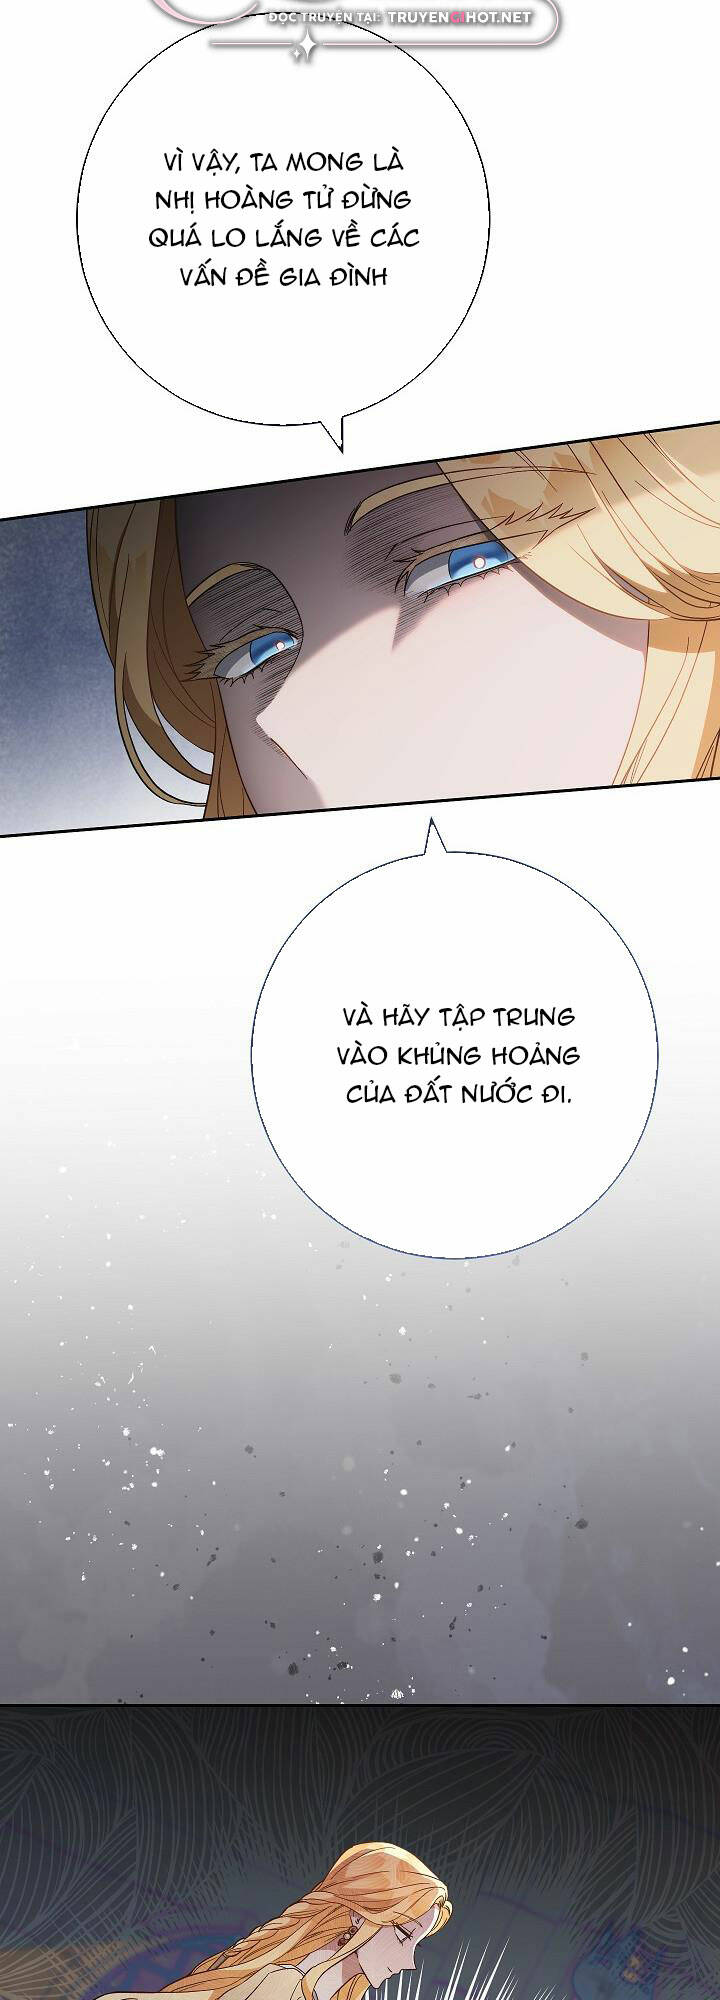 ĐỌC TRUYỆN TẠI: TRUYENGIHOT.NET
VÌ VẬY, TA MONG LÀ
NHỊ HOÀNG TỬ ĐỪNG
QUÁ LO LẮNG VỀ CÁC
VẤN ĐỀ GIA ĐÌNH
VÀ HÃY TẬP TRUNG
VÀO KHỦNG HOẢNG
CỦA ĐẤT NƯỚC ĐI.